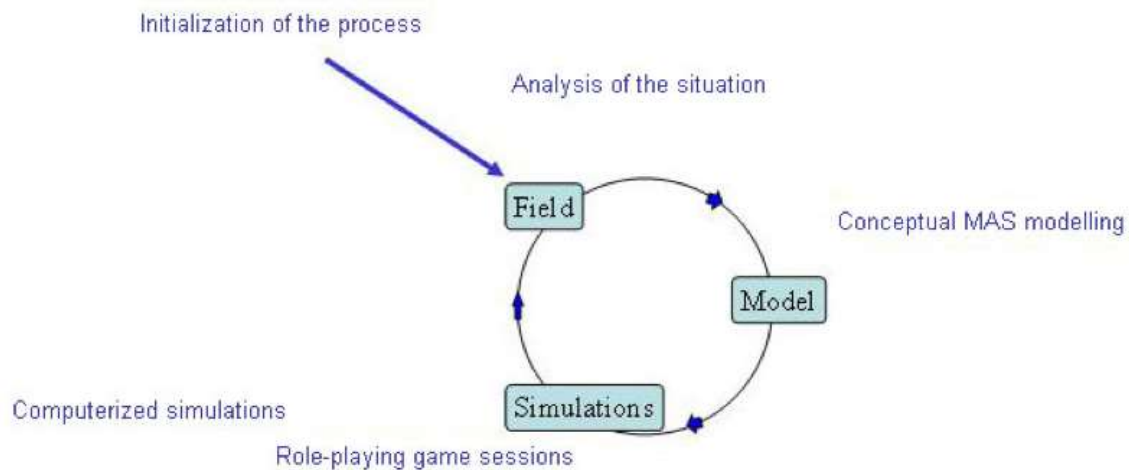 Initialization of the process
Analysis of the situation
Field
Conceptual MAS modelling
Model
Simulations
Computerized simulations
Role-playing game sessions